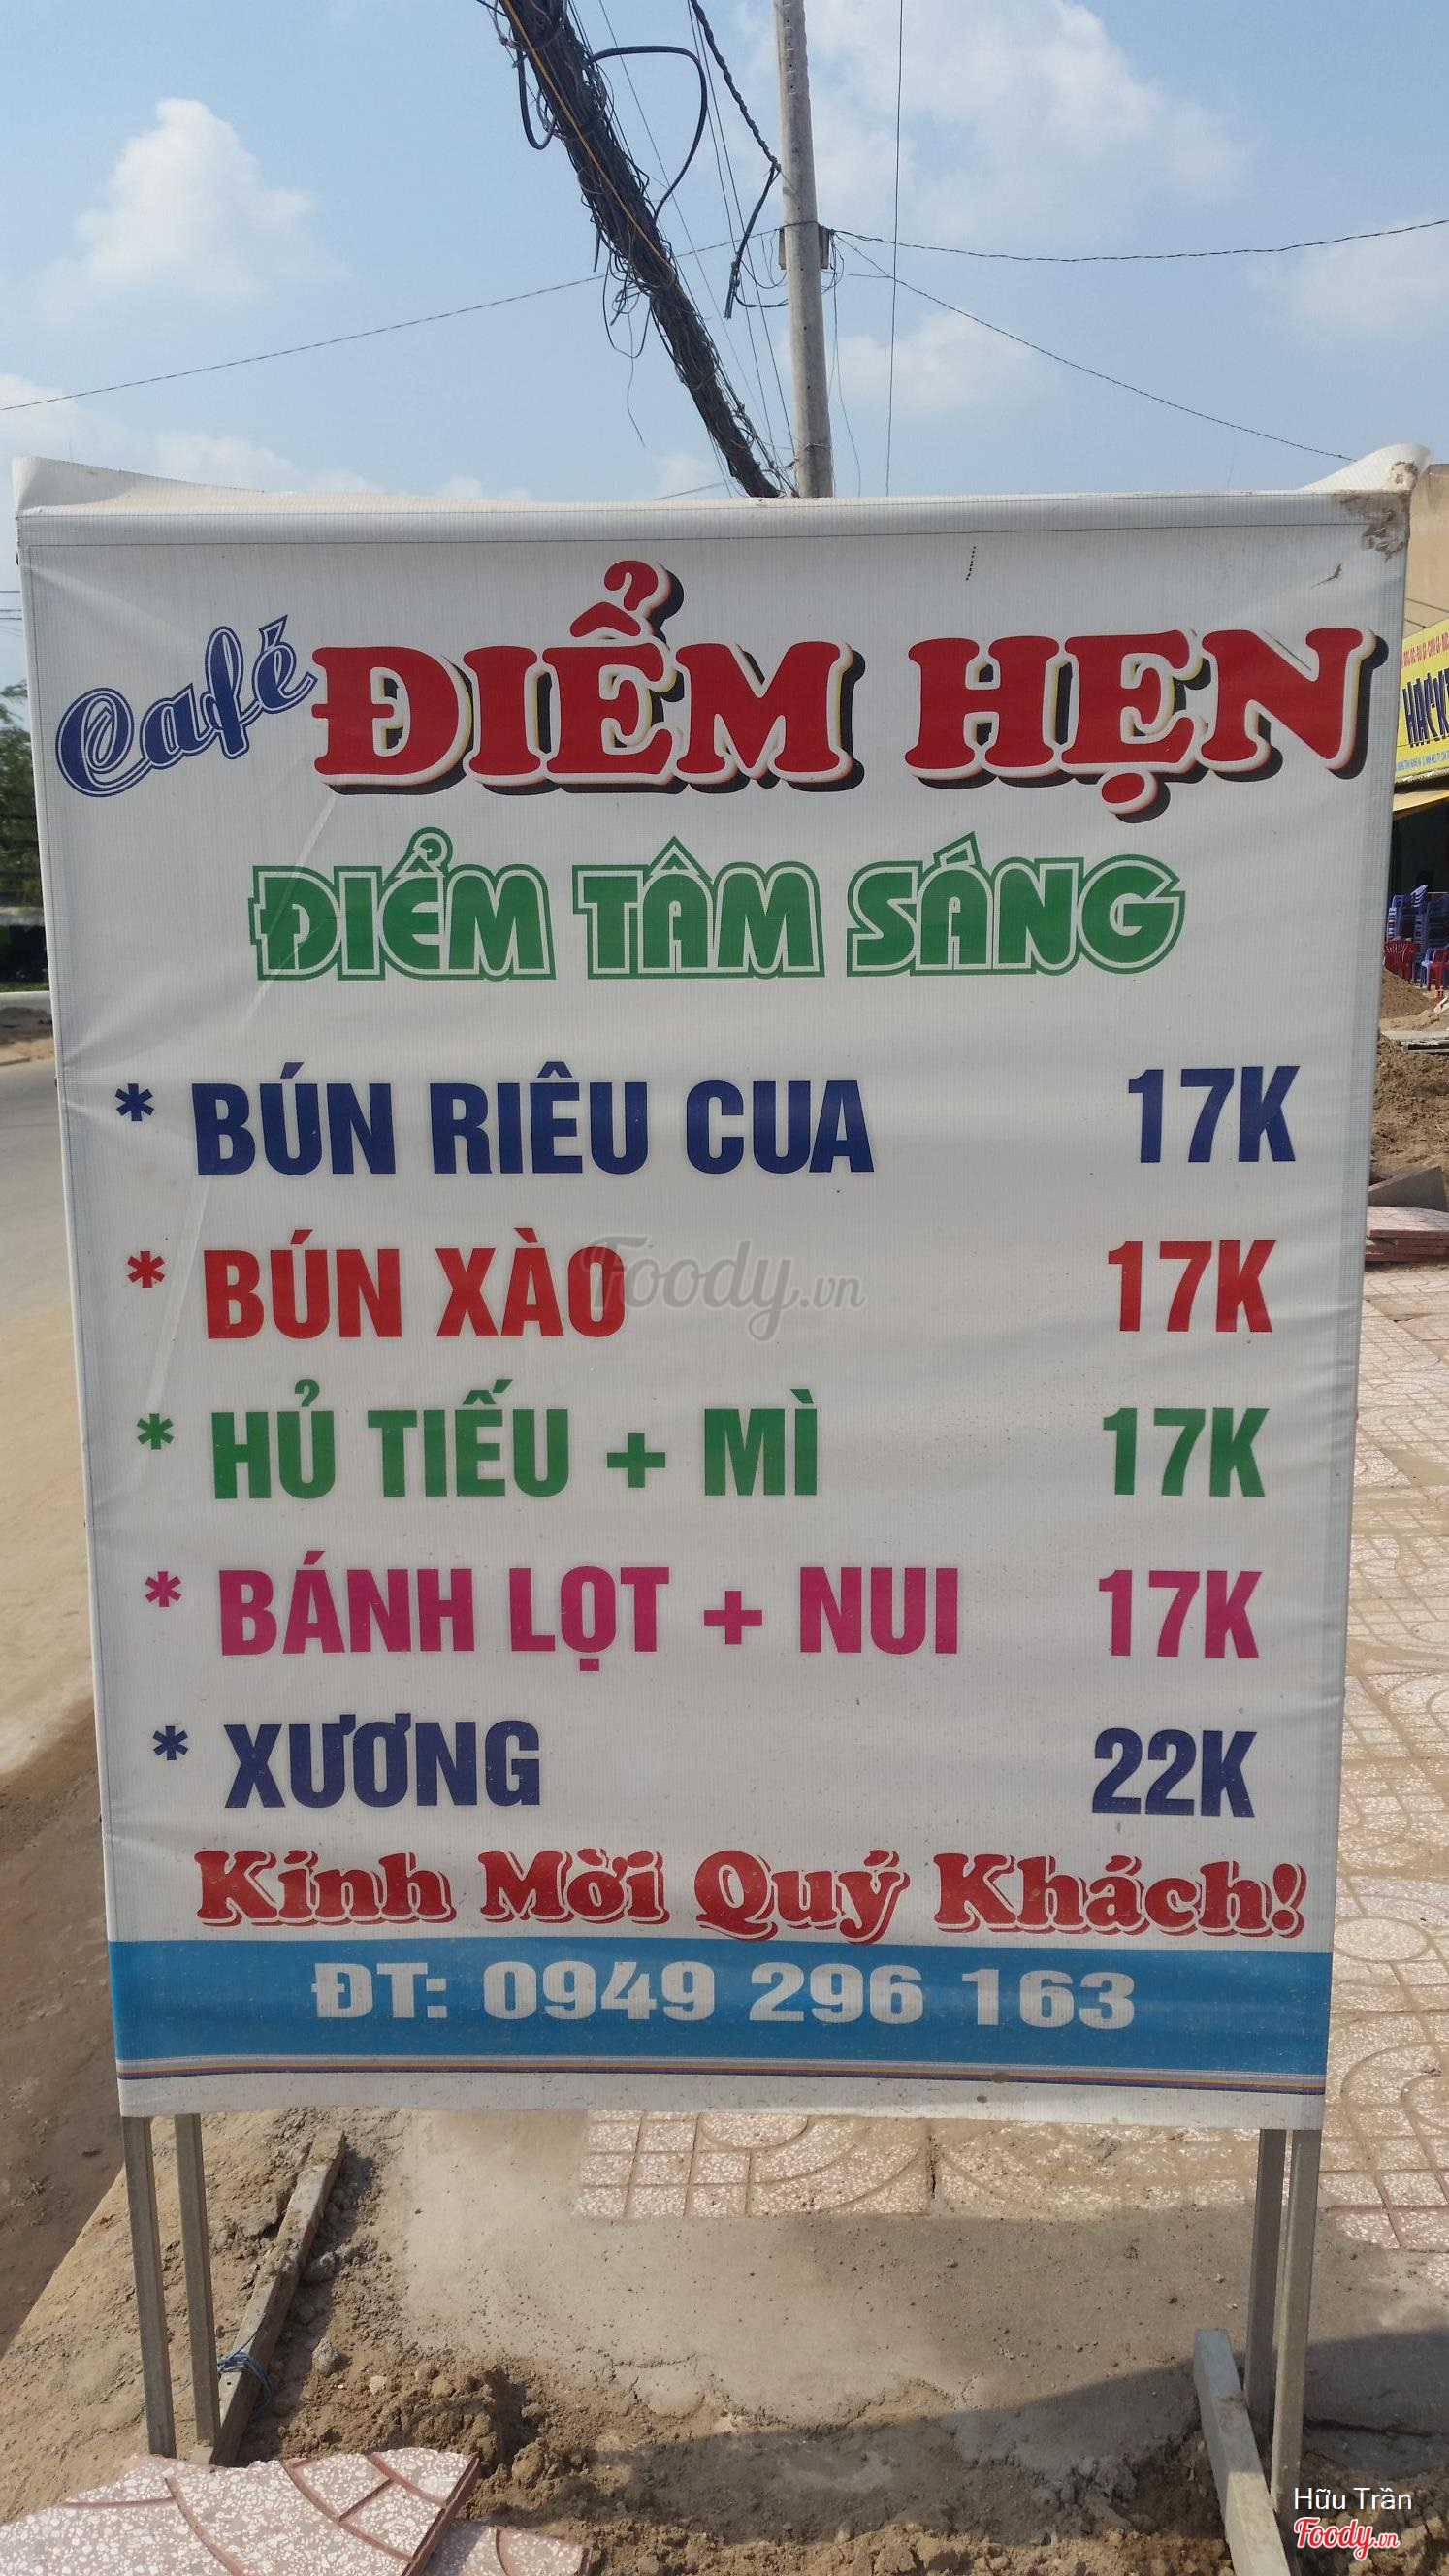 Café ĐIỂM HẸN
ĐIỂM TÂM SÁNG
* BÚN RIÊU CUA 17K
* BÚN XÀO 17K
Foody.vn
* HỦ TIẾU + MÌ 17K
* BÁNH LỌT + NUI 17K
* XƯƠNG 22K
Kính Mời Quý Khách!
ĐT: 0949 296 163
Hữu Trần
Foody.vn